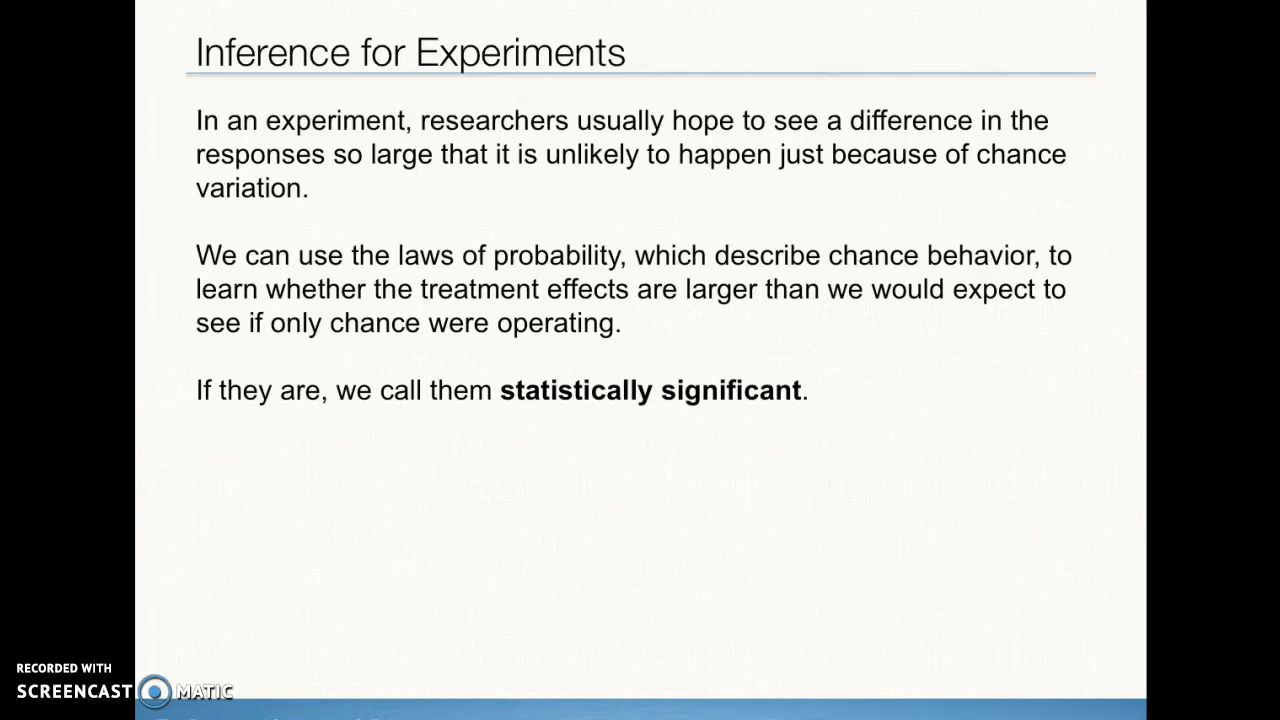 Inference for Experiments
In an experiment, researchers usually hope to see a difference in the
responses so large that it is unlikely to happen just because of chance
variation.
We can use the laws of probability, which describe chance behavior, to
learn whether the treatment effects are larger than we would expect to
see if only chance were operating.
If they are, we call them statistically significant.
RECORDED WITH
SCREENCAST MATIC